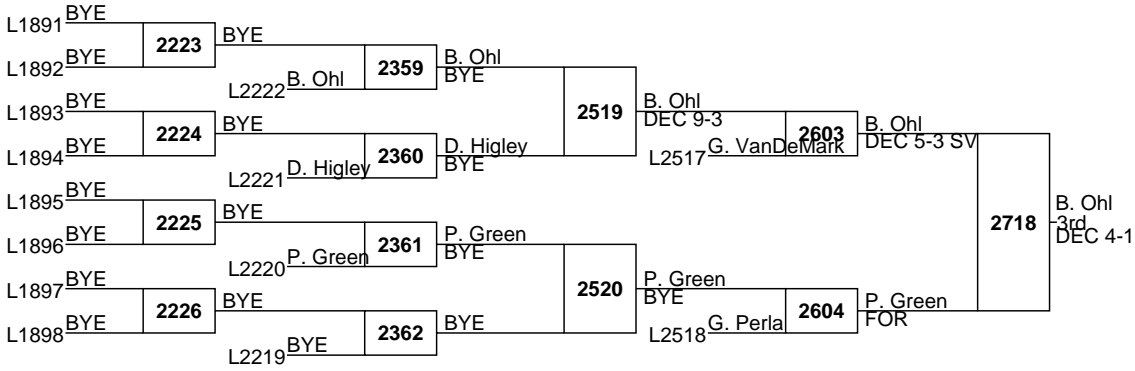 L1891 BYE
2223 BYE
L1892 BYE
2359 B. Ohl
BYE
L2222 B. Ohl
L1893 BYE
2519 B. Ohl
DEC 9-3
2224 BYE
L1894 BYE
2360 D. Higley
BYE
L2221 D. Higley
2603 B. Ohl
DEC 5-3 SV
L2517 G. VanDeMark
L1895 BYE
2225 BYE
L1896 BYE
2361 P. Green
BYE
L2220 P. Green
2718 B. Ohl
3rd
DEC 4-1
L1897 BYE
2520 P. Green
BYE
2226 BYE
L1898 BYE
2362 BYE
L2219 BYE
2604 P. Green
FOR
L2518 G. Perla